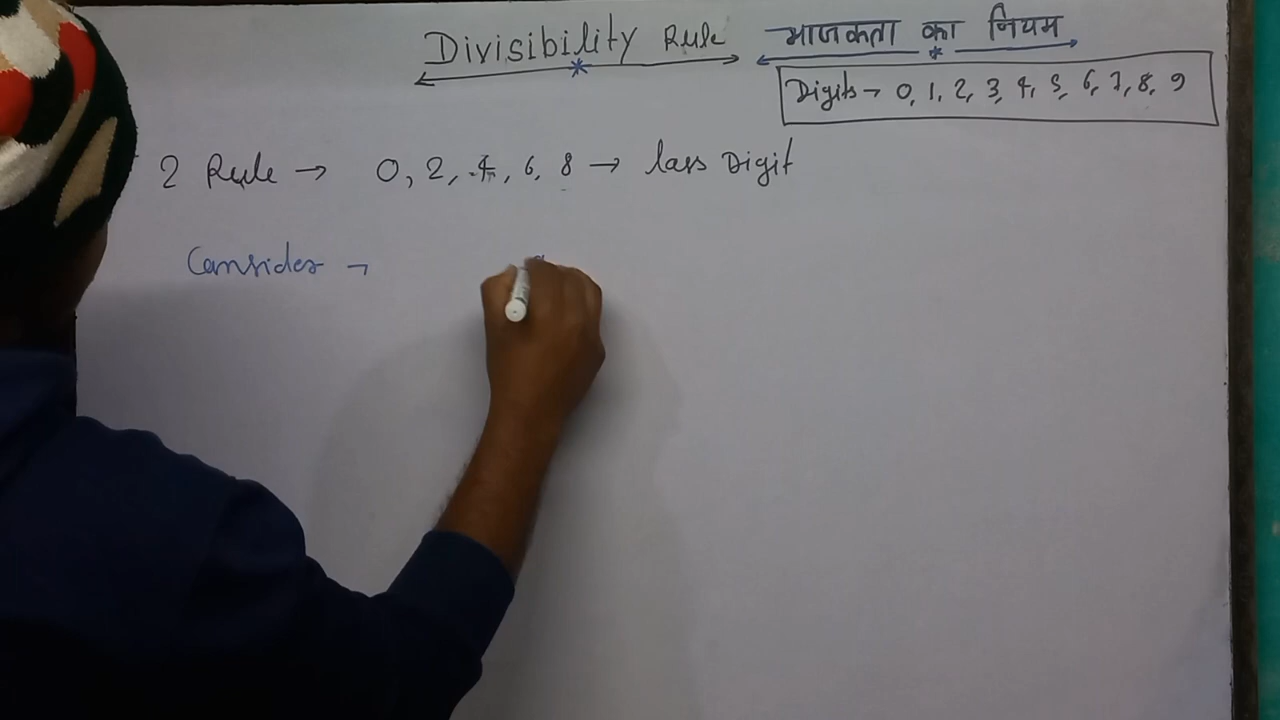 Divisibility Rule भाजकता का नियम
Digits → 0, 1, 2, 3, 4, 5, 6, 7, 8, 9
2 Rule → 0, 2, 4, 6, 8 → lass Digit
Consider →